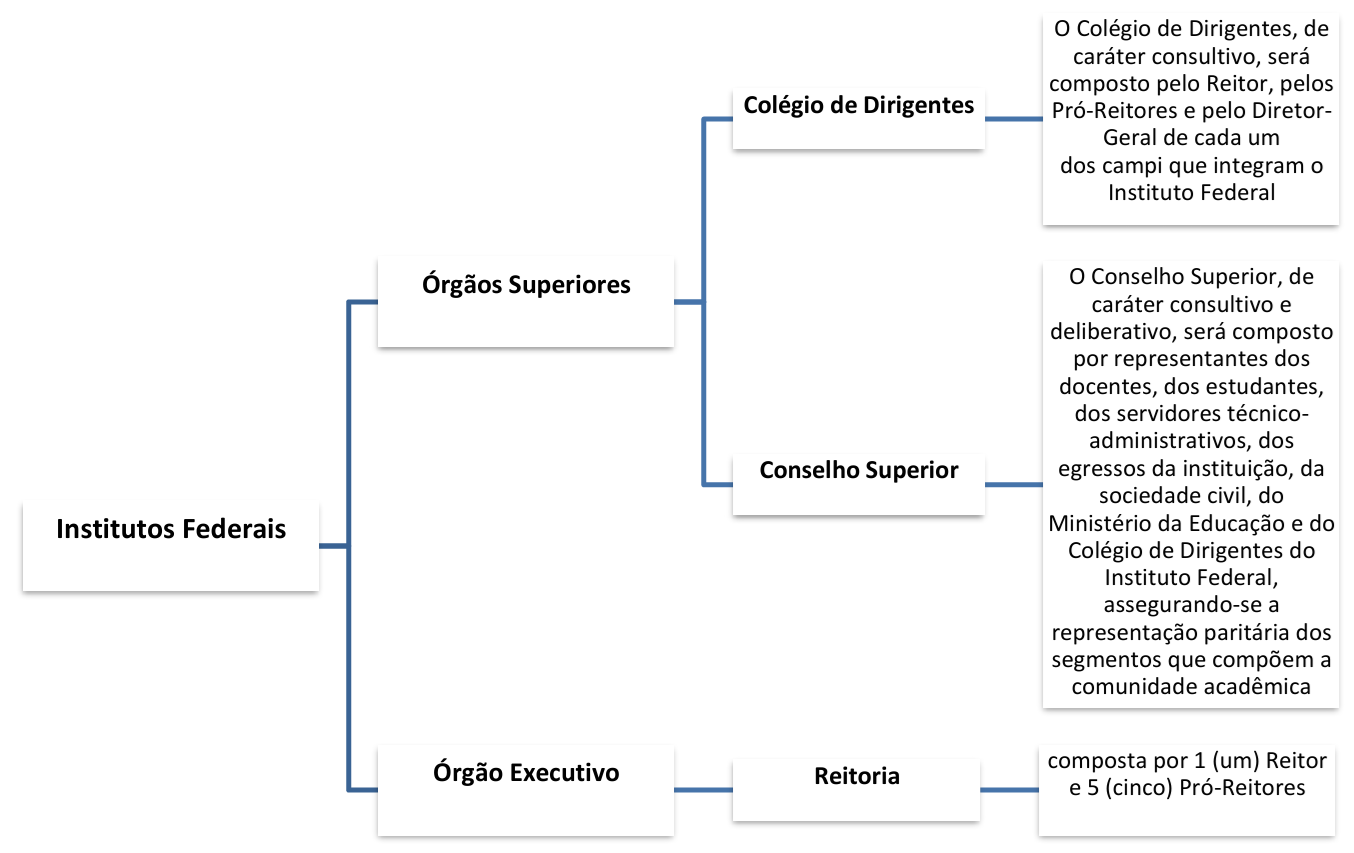 O Colégio de Dirigentes, de
caráter consultivo, será
composto pelo Reitor, pelos
Pró-Reitores e pelo Diretor-
Geral de cada um
dos campi que integram o
Instituto Federal
Colégio de Dirigentes
Órgãos Superiores
O Conselho Superior, de
caráter consultivo e
deliberativo, será composto
por representantes dos
docentes, dos estudantes,
dos servidores técnico-
administrativos, dos
egressos da instituição, da
sociedade civil, do
Ministério da Educação e do
Colégio de Dirigentes do
Instituto Federal,
assegurando-se a
representação paritária dos
segmentos que compõem a
comunidade acadêmica
Conselho Superior
Institutos Federais
Órgão Executivo
Reitoria
composta por 1 (um) Reitor
e 5 (cinco) Pró-Reitores